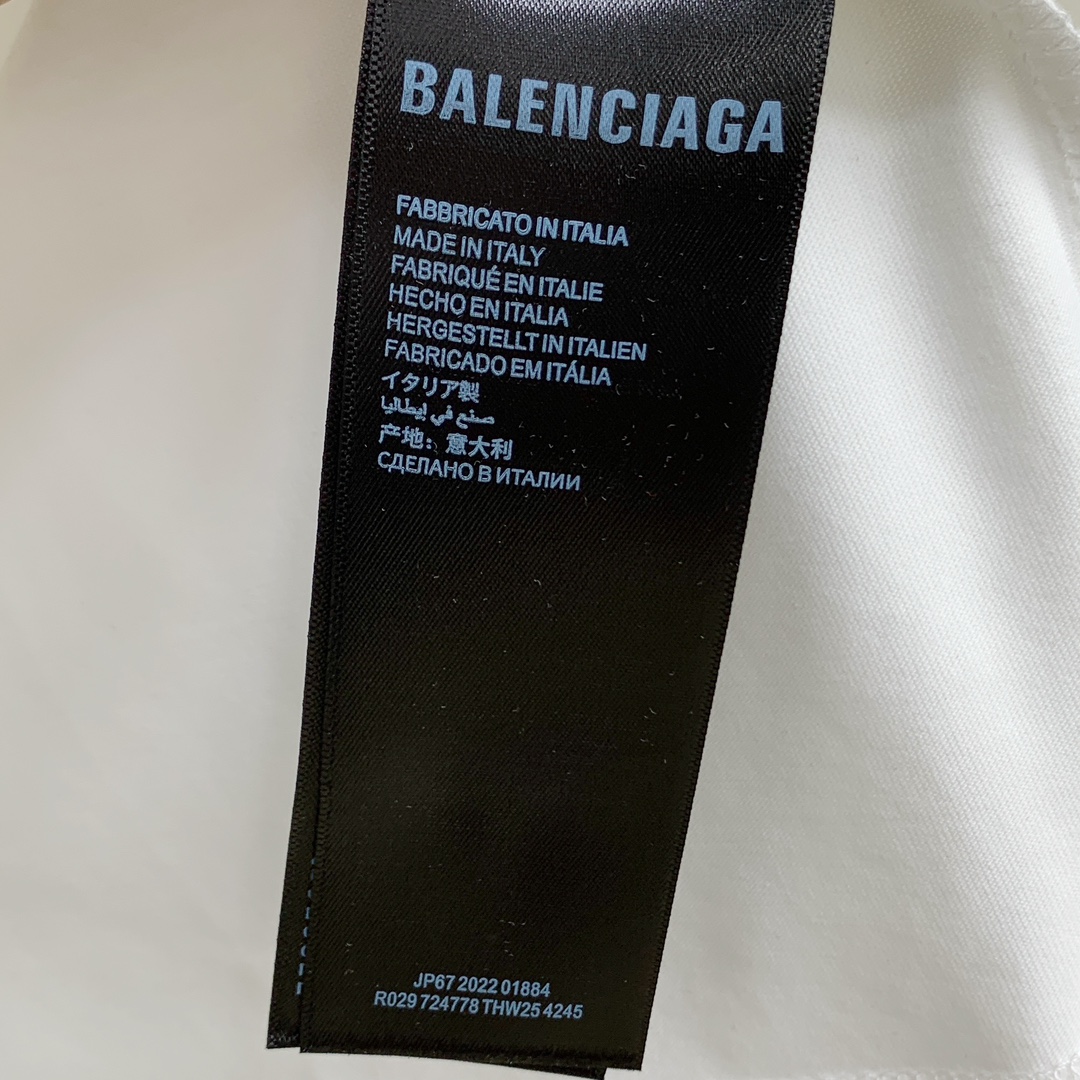 BALENCIAGA
FABBRICATO IN ITALIA
MADE IN ITALY
FABRIQUÉ EN ITALIE
HECHO EN ITALIA
HERGESTELLT IN ITALIEN
FABRICADO EM ITÁLIA
イタリア製
صنع في إيطاليا
产地：意大利
СДЕЛАНО В ИТАЛИИ
JP67 2022 01884
R029 724778 THW25 4245